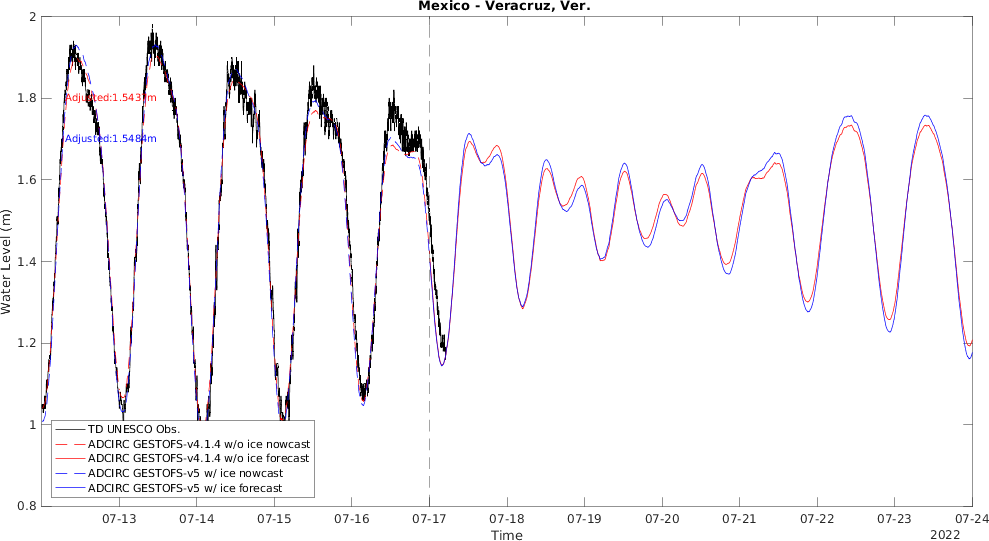 Mexico - Veracruz, Ver.
2
1.8
1.6
1.4
1.2
1
0.8
Water Level (m)
Adjusted:1.5437m
Adjusted:1.5484m
TD UNESCO Obs.
ADCIRC GESTOFS-v4.1.4 w/o ice nowcast
ADCIRC GESTOFS-v4.1.4 w/o ice forecast
ADCIRC GESTOFS-v5 w/ ice nowcast
ADCIRC GESTOFS-v5 w/ ice forecast
07-13 07-14 07-15 07-16 07-17 07-18 07-19 07-20 07-21 07-22 07-23 07-24
Time
2022